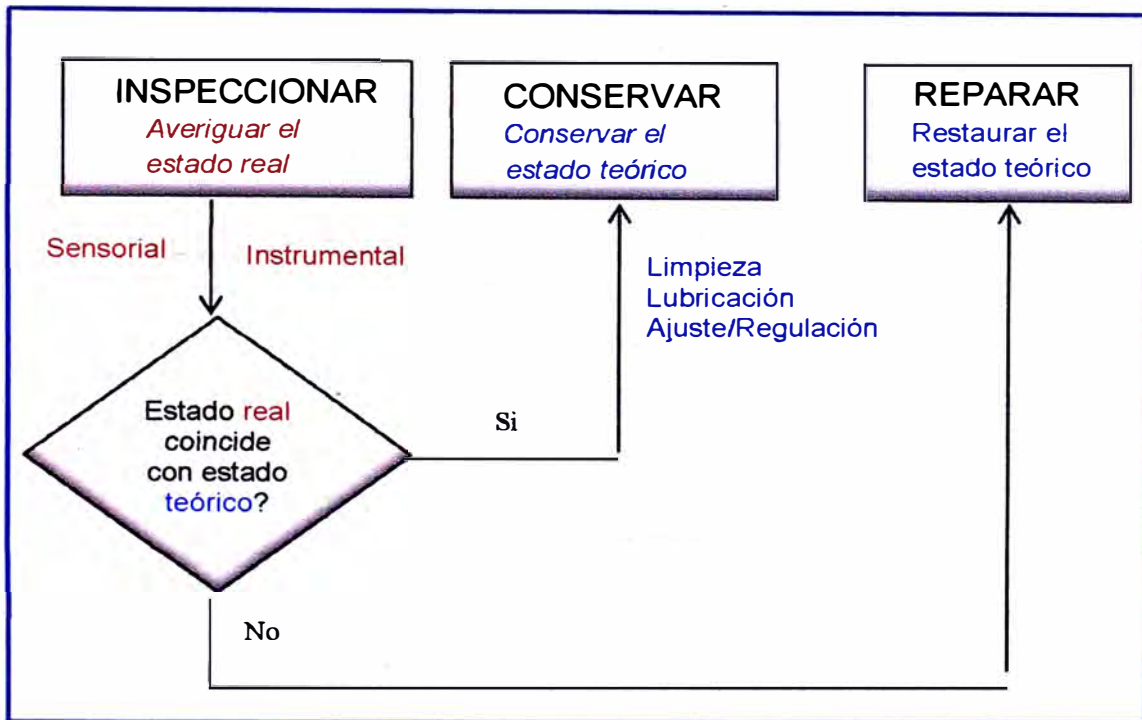 INSPECCIONAR
Averiguar el
estado real
CONSERVAR
Conservar el
estado teórico
REPARAR
Restaurar el
estado teórico
Sensorial
Instrumental
Limpieza
Lubricación
Ajuste/Regulación
Estado real
coincide
con estado
teórico?
Si
No